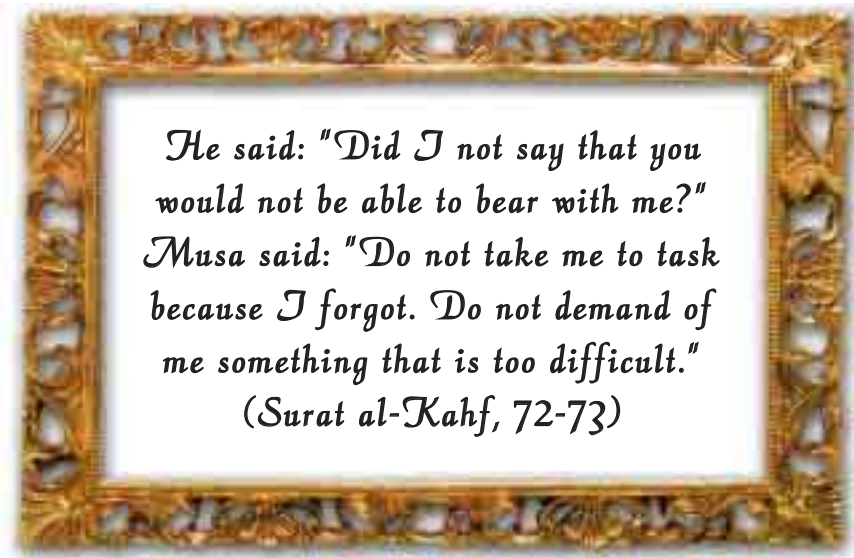 He said: "Did I not say that you
would not be able to bear with me?"
Musa said: "Do not take me to task
because I forgot. Do not demand of
me something that is too difficult."
(Surat al-Kahf, 72-73)